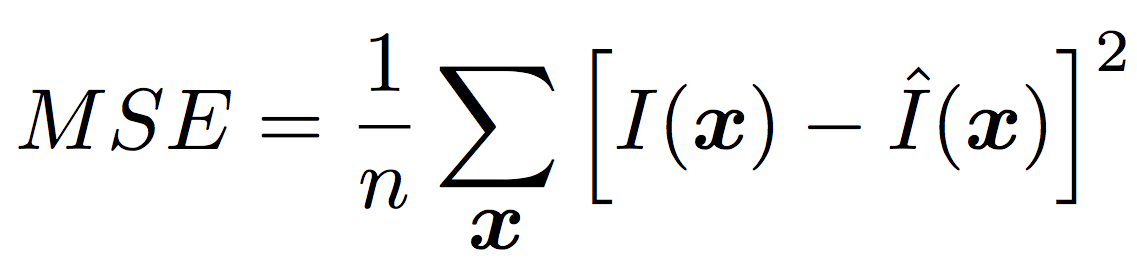 MSE = \frac{1}{n} \sum_{\boldsymbol{x}} \left[ I(\boldsymbol{x}) - \hat{I}(\boldsymbol{x}) \right]^2